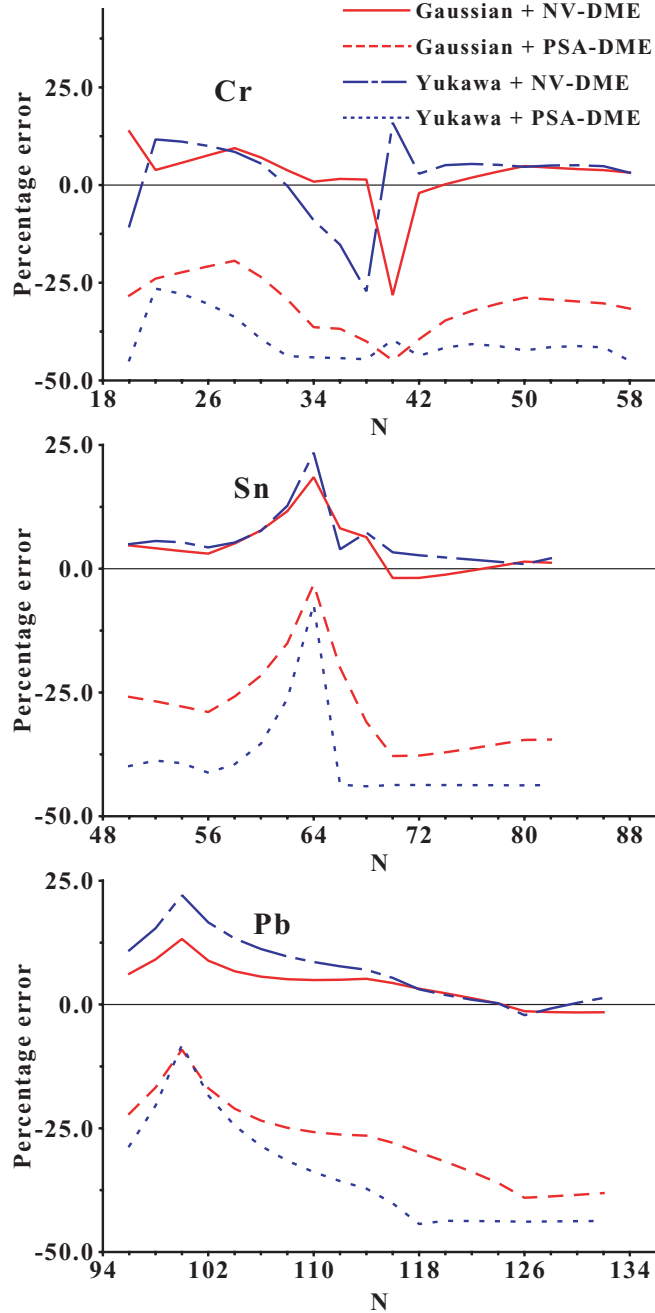 Gaussian + NV-DME
Gaussian + PSA-DME
Yukawa + NV-DME
Yukawa + PSA-DME
Cr
Percentage error
25.0
0.0
-25.0
-50.0
18 26 34 42 50 58
N
Sn
Percentage error
25.0
0.0
-25.0
-50.0
48 56 64 72 80 88
N
Pb
Percentage error
25.0
0.0
-25.0
-50.0
94 102 110 118 126 134
N